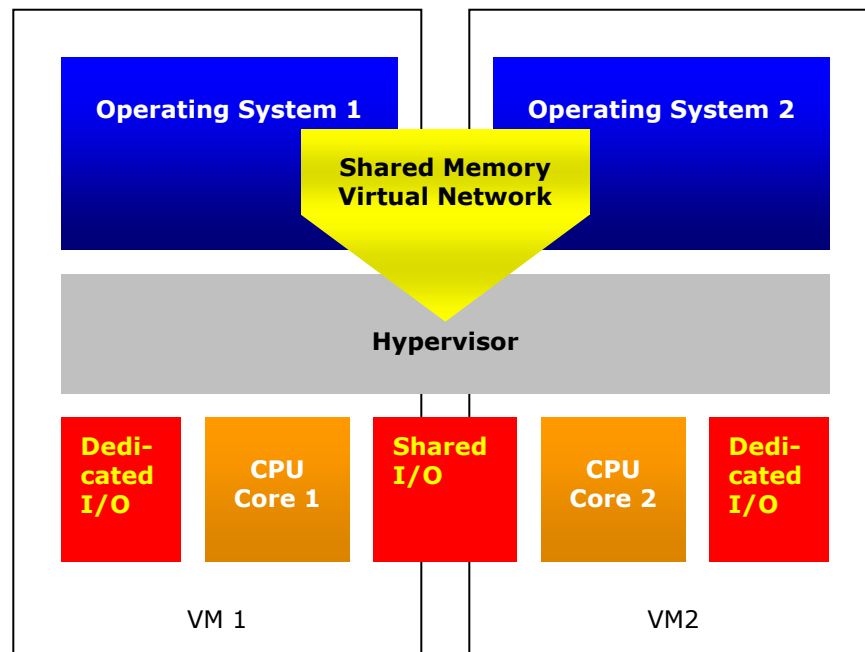 Operating System 1
Operating System 2
Shared Memory
Virtual Network
Hypervisor
Dedi-
cated
I/O
CPU
Core 1
Shared
I/O
CPU
Core 2
Dedi-
cated
I/O
VM 1
VM2